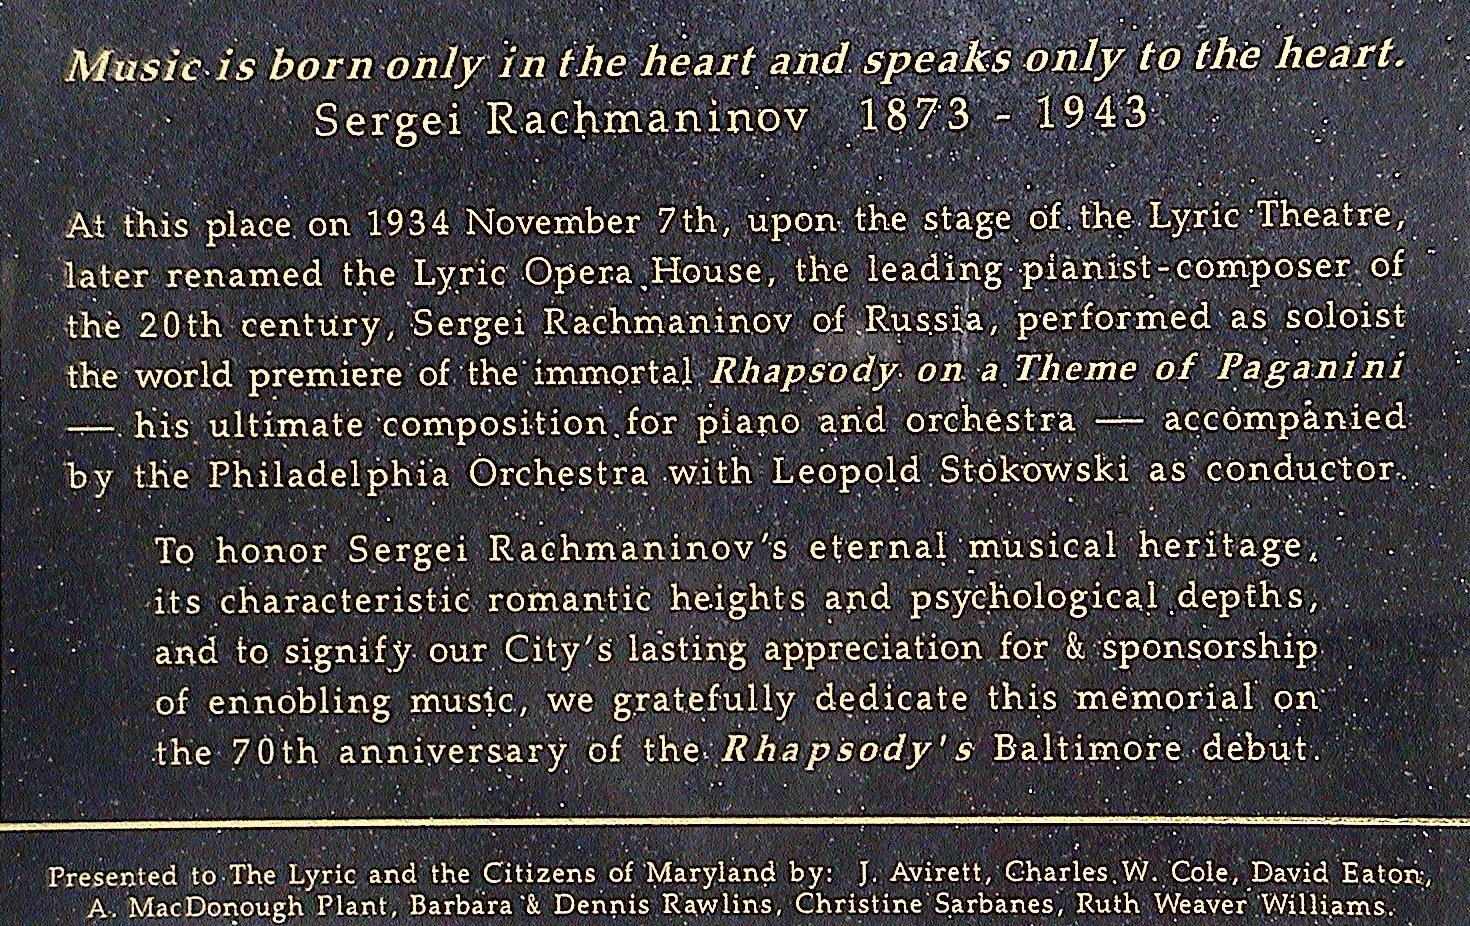 Music is born only in the heart and speaks only to the heart.
Sergei Rachmaninov 1873 - 1943
At this place on 1934 November 7th, upon the stage of the Lyric Theatre,
later renamed the Lyric Opera House, the leading pianist-composer of
the 20th century, Sergei Rachmaninov of Russia, performed as soloist
the world premiere of the immortal Rhapsody on a Theme of Paganini
— his ultimate composition for piano and orchestra — accompanied
by the Philadelphia Orchestra with Leopold Stokowski as conductor.
To honor Sergei Rachmaninov's eternal musical heritage,
its characteristic romantic heights and psychological depths,
and to signify our City's lasting appreciation for & sponsorship
of ennobling music, we gratefully dedicate this memorial on
the 70th anniversary of the Rhapsody's Baltimore debut.
Presented to The Lyric and the Citizens of Maryland by: J. Avirett, Charles W. Cole, David Eaton,
A. MacDonough Plant, Barbara & Dennis Rawlins, Christine Sarbanes, Ruth Weaver Williams.